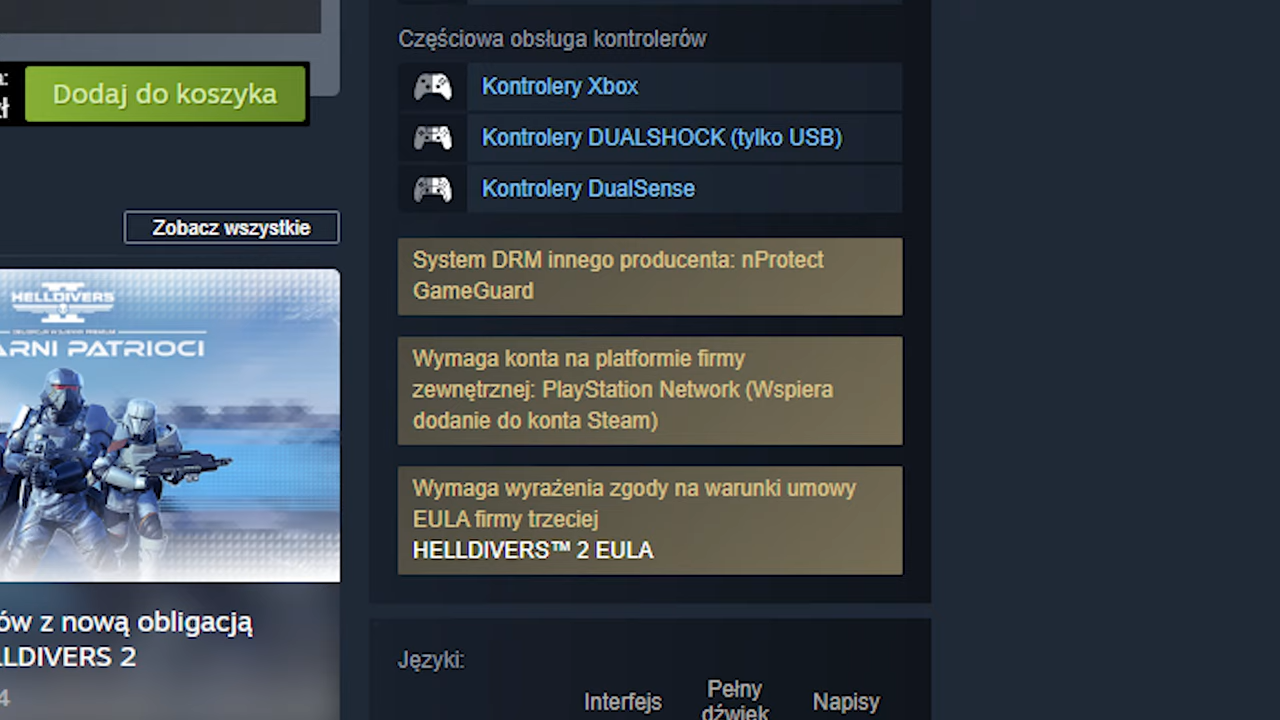 Częściowa obsługa kontrolerów
Dodaj do koszyka
Kontrolery Xbox
Kontrolery DUALSHOCK (tylko USB)
Kontrolery DualSense
Zobacz wszystkie
System DRM innego producenta: nProtect
GameGuard
Wymaga konta na platformie firmy
zewnętrznej: PlayStation Network (Wspiera
dodanie do konta Steam)
Wymaga wyrażenia zgody na warunki umowy
EULA firmy trzeciej
HELLDIVERS™ 2 EULA
HELLDIVERS
II
ARNI PATRIOCI
ów z nową obligacją
LLDIVERS 2
4
Języki:
Interfejs
Pełny
dźwięk
Napisy